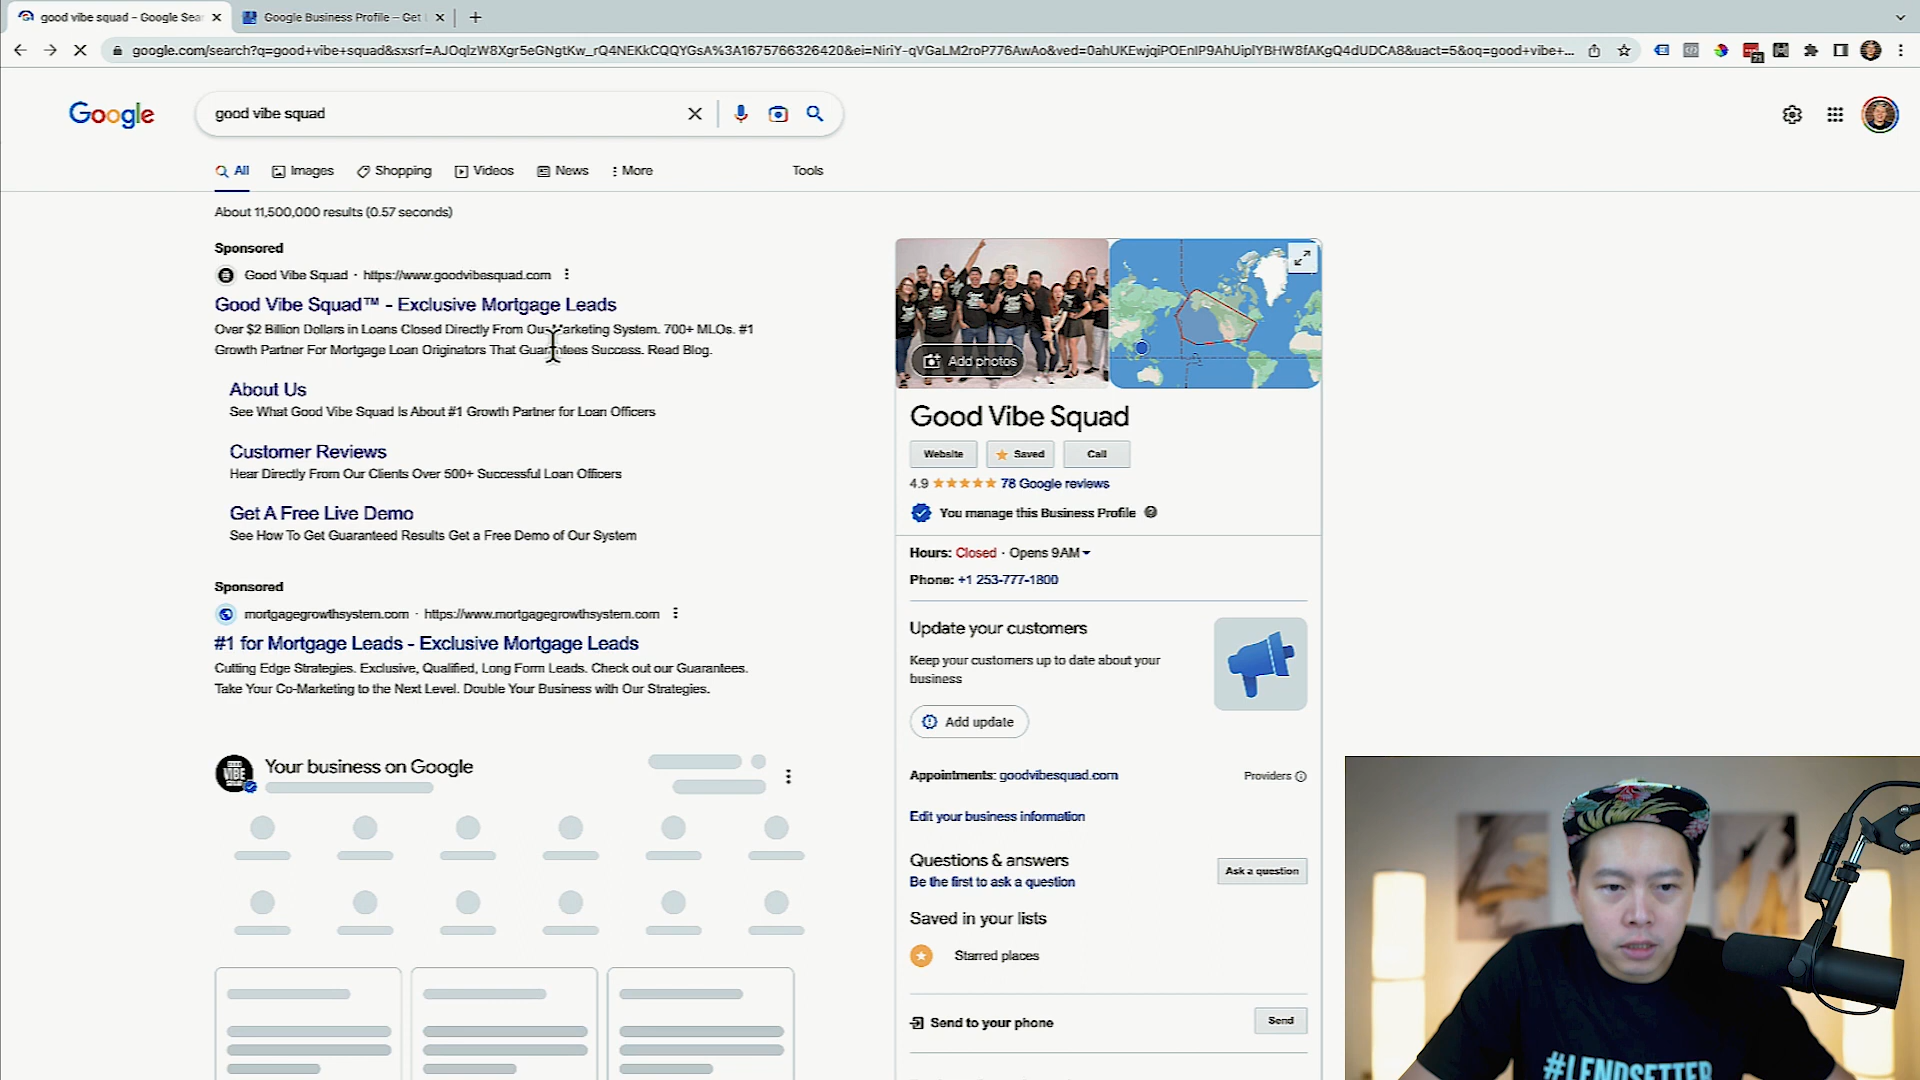 good vibe squad - Google Sea
Google Business Profile – Get
google.com/search?q=good+vibe+squad&sxsrf=AJOqlzW8Xgr5eGNgtKw_rQ4NEKkCQQYGsA%3A1675766326420&ei=NiriY-qVGaLM2roP776AwAo&ved=0ahUKEwjqiPOEnIP9AhUiplYBHW8fAKgQ4dUDCA8&uact=5&oq=good+vibe+...
Google
good vibe squad
All
Images
Shopping
Videos
News
More
Tools
About 11,500,000 results (0.57 seconds)
Sponsored
Good Vibe Squad · https://www.goodvibesquad.com
Good Vibe Squad™ - Exclusive Mortgage Leads
Over $2 Billion Dollars in Loans Closed Directly From Our Marketing System. 700+ MLOs. #1
Growth Partner For Mortgage Loan Originators That Guarantees Success. Read Blog.
About Us
See What Good Vibe Squad Is About #1 Growth Partner for Loan Officers
Customer Reviews
Hear Directly From Our Clients Over 500+ Successful Loan Officers
Get A Free Live Demo
See How To Get Guaranteed Results Get a Free Demo of Our System
Sponsored
mortgagegrowthsystem.com · https://www.mortgagegrowthsystem.com
#1 for Mortgage Leads - Exclusive Mortgage Leads
Cutting Edge Strategies. Exclusive, Qualified, Long Form Leads. Check out our Guarantees.
Take Your Co-Marketing to the Next Level. Double Your Business with Our Strategies.
GOOD VIBE SQUAD
Your business on Google
Add photos
Good Vibe Squad
Website
Saved
Call
4.9
78 Google reviews
You manage this Business Profile
Hours: Closed · Opens 9AM
Phone: +1 253-777-1800
Update your customers
Keep your customers up to date about your
business
Add update
Appointments: goodvibesquad.com
Providers
Edit your business information
Questions & answers
Be the first to ask a question
Ask a question
Saved in your lists
Starred places
Send to your phone
Send
#LENDSETTER